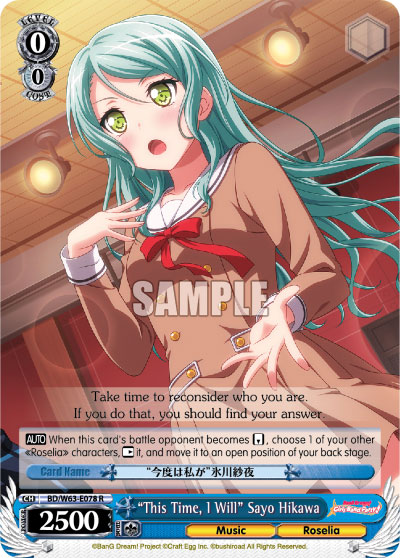 LEVEL
0
0
COST
SAMPLE
Take time to reconsider who you are.
If you do that, you should find your answer.
AUTO When this card's battle opponent becomes [▼], choose 1 of your other
«Roselia» characters, [▶] it, and move it to an open position of your back stage.
Card Name “今度は私が”氷川紗夜
CH BD/W63-E078 R
POWER 2500 “This Time, I Will” Sayo Hikawa
Music Roselia
©BanG Dream! Project ©Craft Egg Inc. ©bushiroad All Rights Reserved.